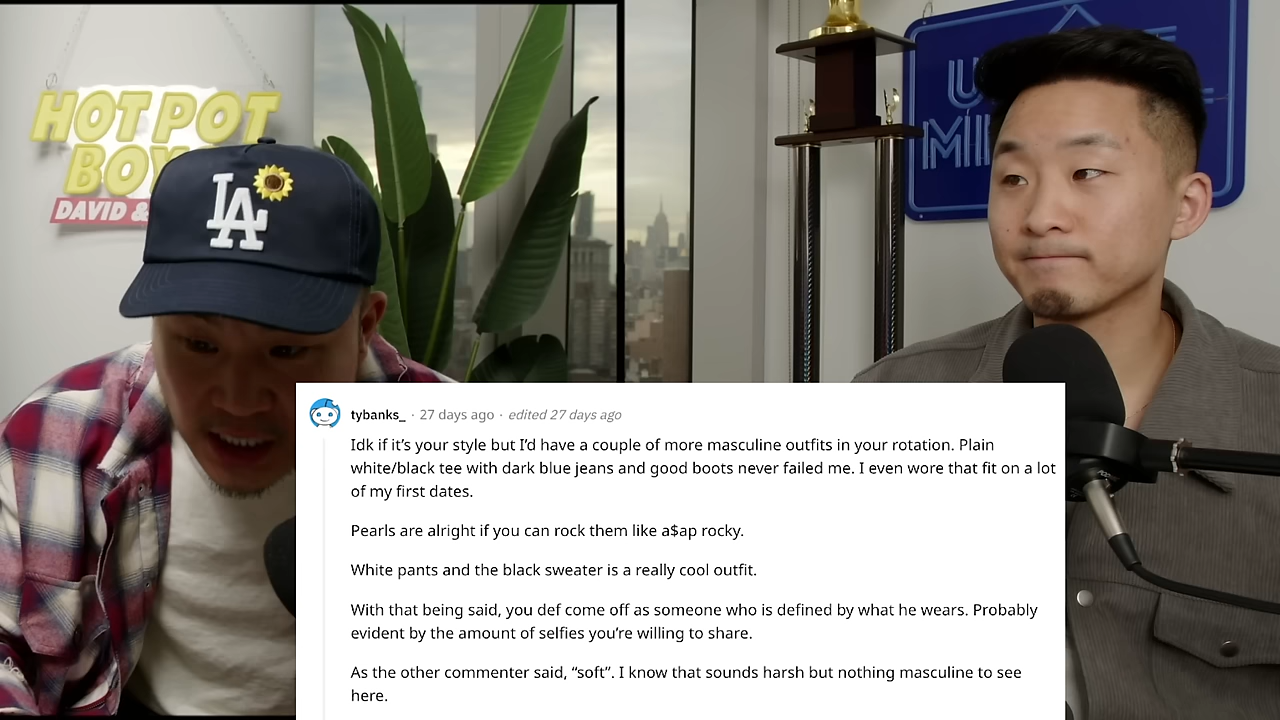 HOT POT
BOY
DAVID &
LA
U
MI
tybanks_ · 27 days ago · edited 27 days ago
Idk if it's your style but I'd have a couple of more masculine outfits in your rotation. Plain
white/black tee with dark blue jeans and good boots never failed me. I even wore that fit on a lot
of my first dates.
Pearls are alright if you can rock them like a$ap rocky.
White pants and the black sweater is a really cool outfit.
With that being said, you def come off as someone who is defined by what he wears. Probably
evident by the amount of selfies you're willing to share.
As the other commenter said, “soft”. I know that sounds harsh but nothing masculine to see
here.